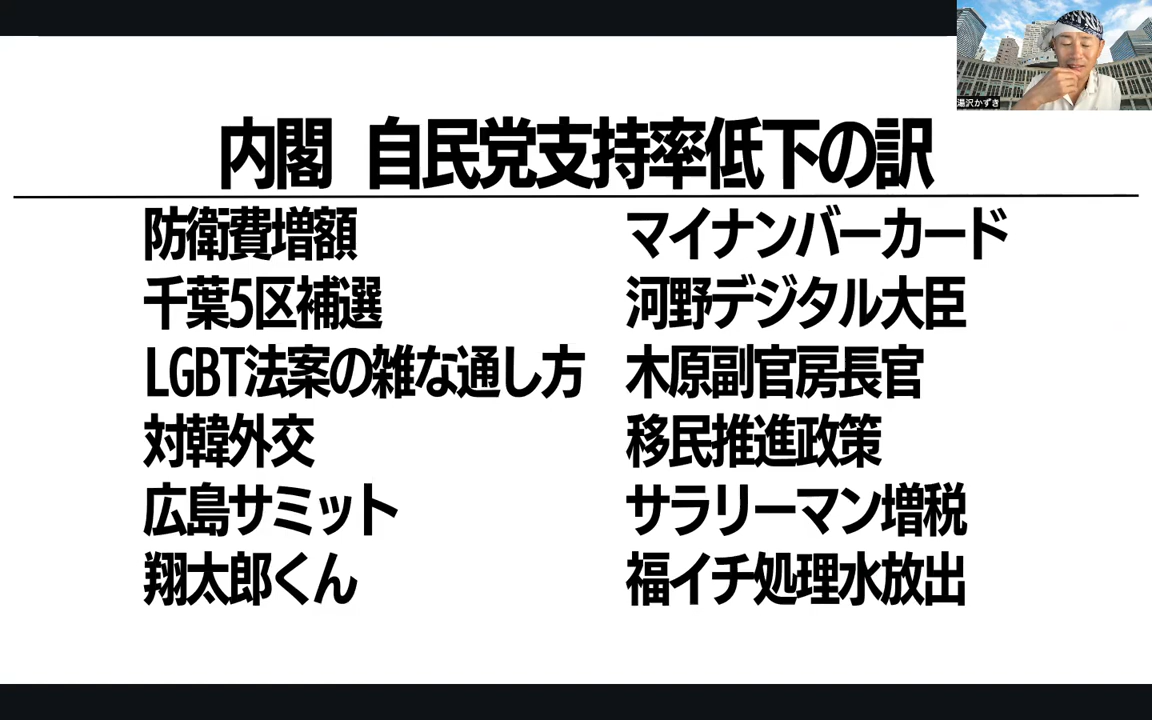 湯沢かずき
内閣 自民党支持率低下の訳
防衛費増額
千葉5区補選
LGBT法案の雑な通し方
対韓外交
広島サミット
翔太郎くん
マイナンバーカード
河野デジタル大臣
木原副官房長官
移民推進政策
サラリーマン増税
福イチ処理水放出